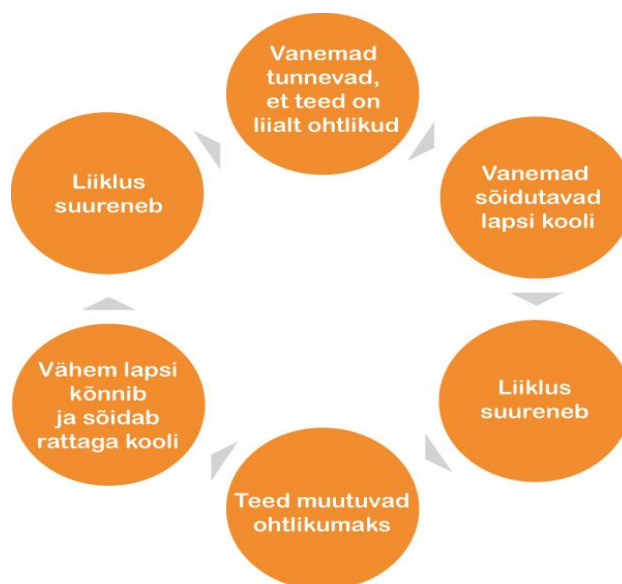 Vanemad
tunnevad,
et teed on
liialt ohtlikud
Vanemad
sõidutavad
lapsi kooli
Liiklus
suureneb
Teed muutuvad
ohtlikumaks
Vähem lapsi
kõnnib
ja sõidab
rattaga kooli
Liiklus
suureneb